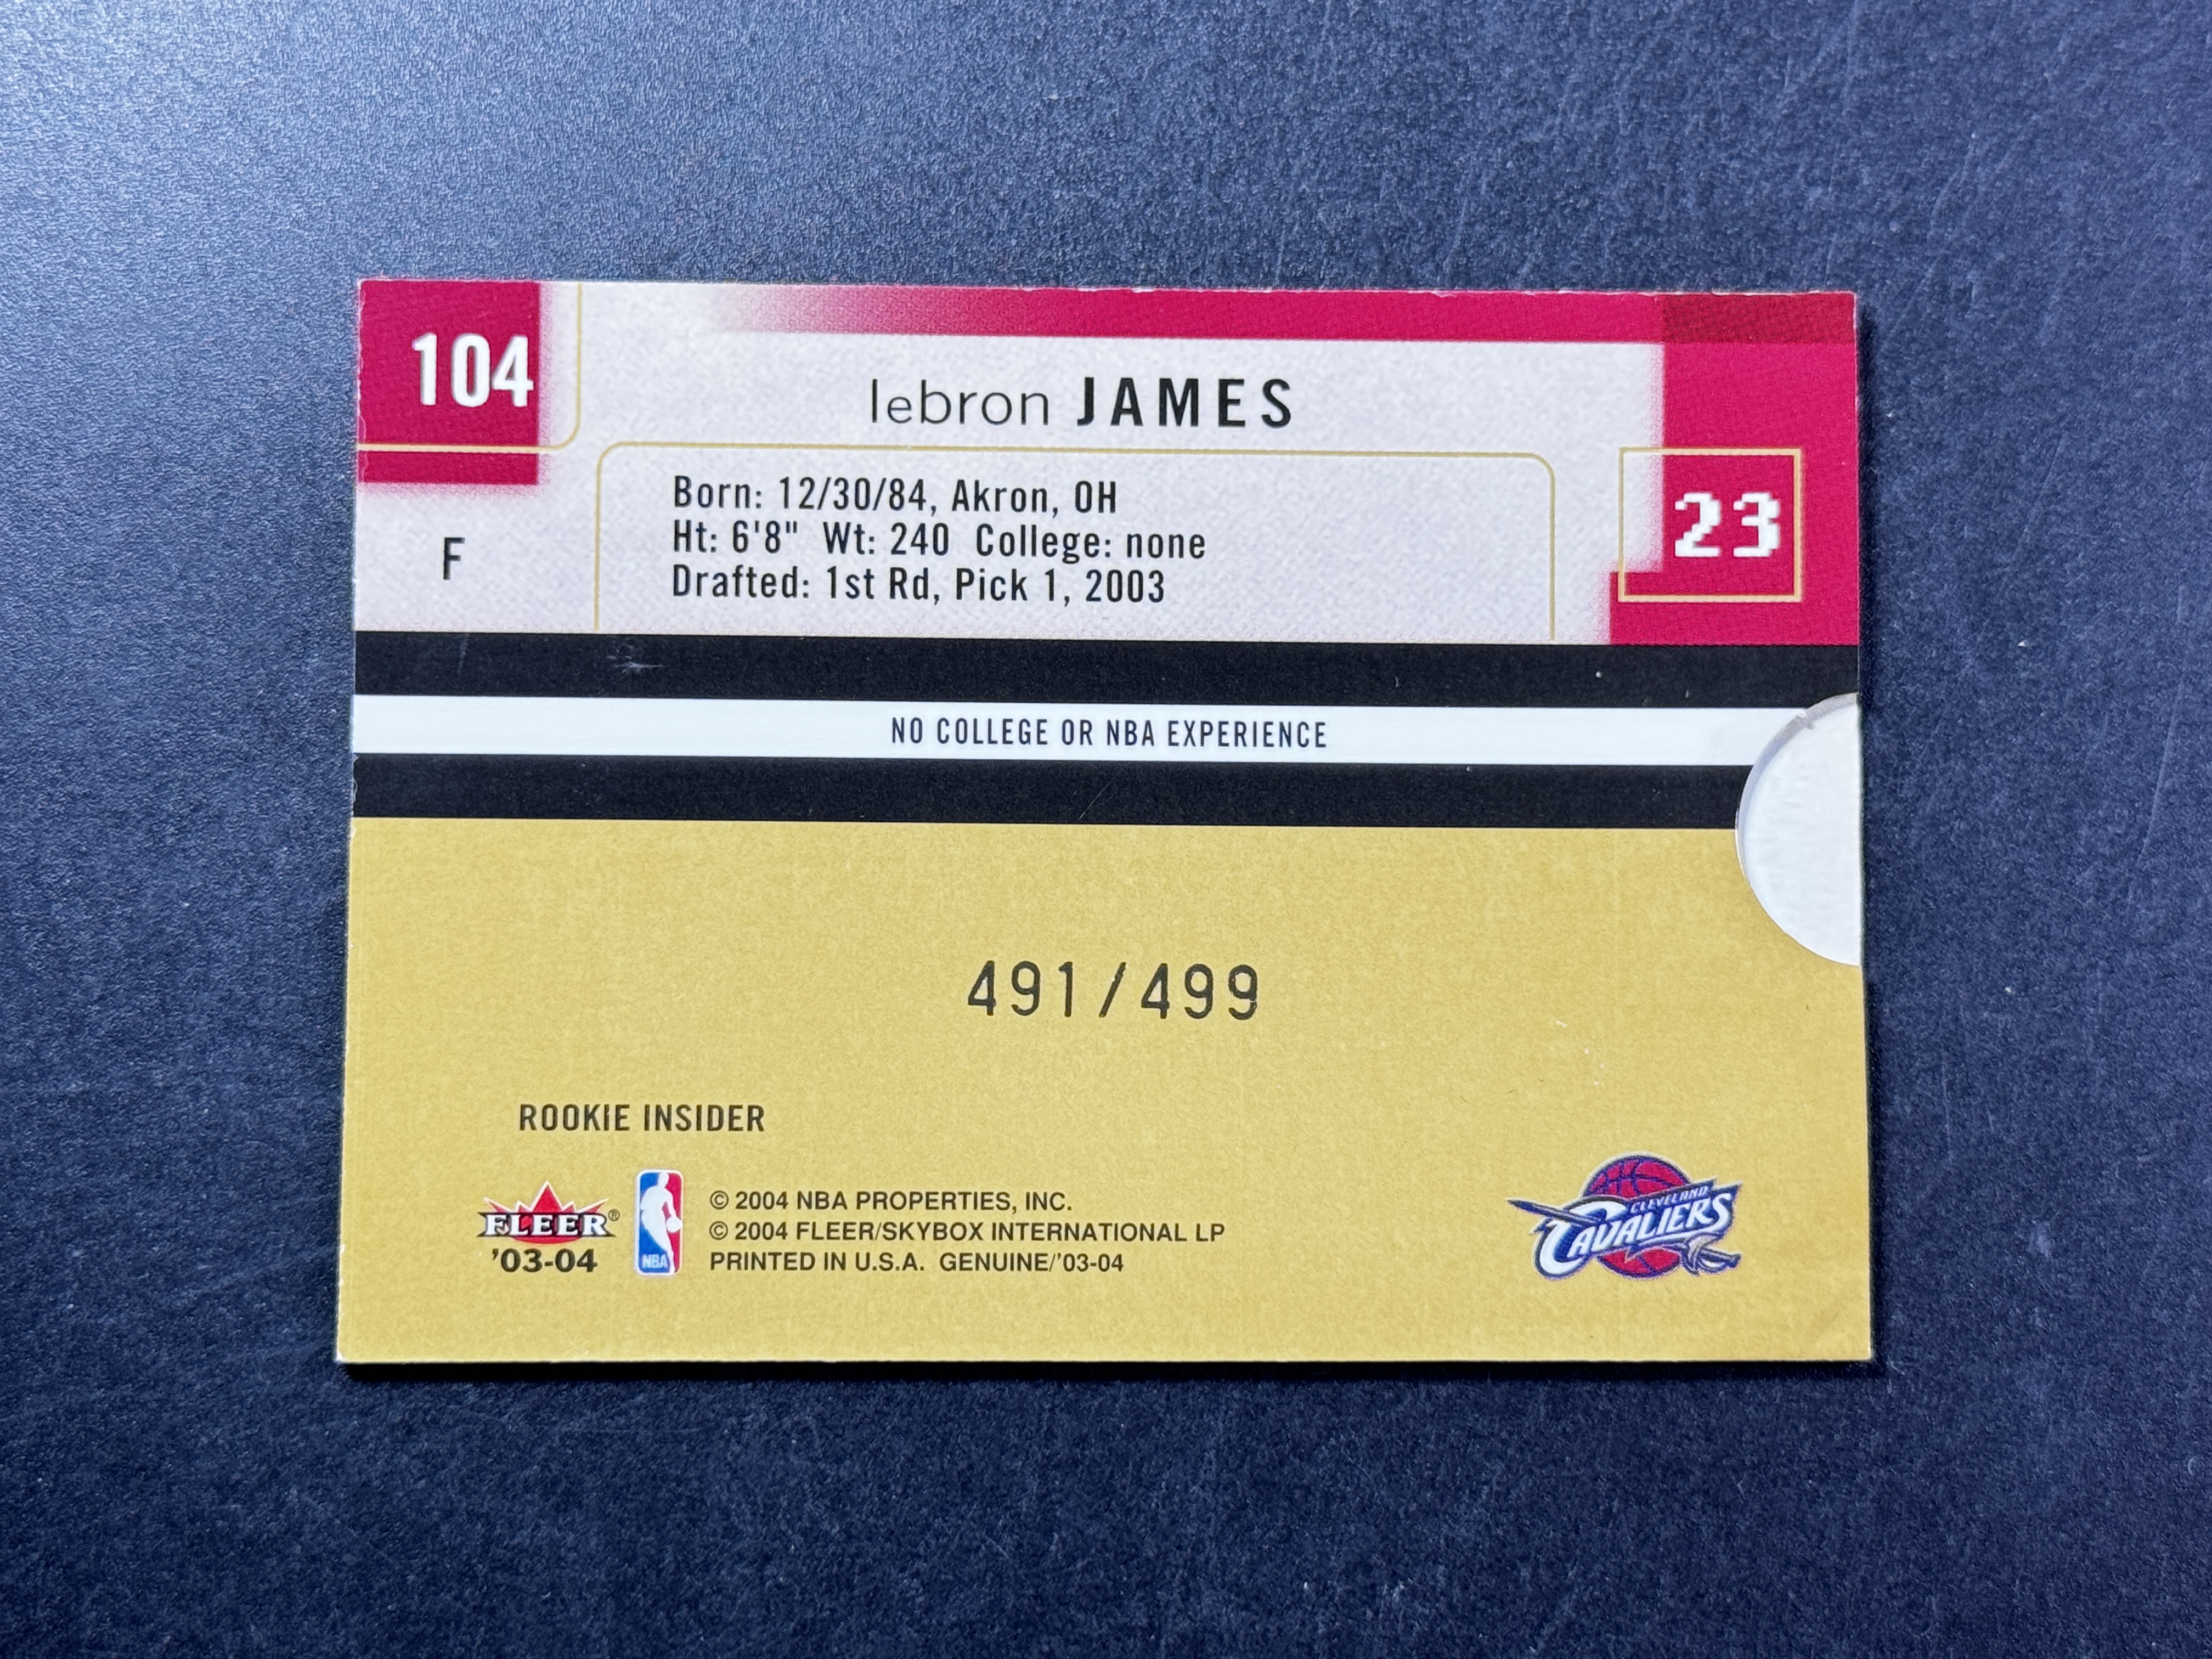 104
lebron JAMES
Born: 12/30/84, Akron, OH
Ht: 6'8" Wt: 240 College: none
Drafted: 1st Rd, Pick 1, 2003
F
23
NO COLLEGE OR NBA EXPERIENCE
491/499
ROOKIE INSIDER
FLEER®
'03-04
NBA
© 2004 NBA PROPERTIES, INC.
© 2004 FLEER/SKYBOX INTERNATIONAL LP
PRINTED IN U.S.A. GENUINE/'03-04
CLEVELAND
CAVALIERS